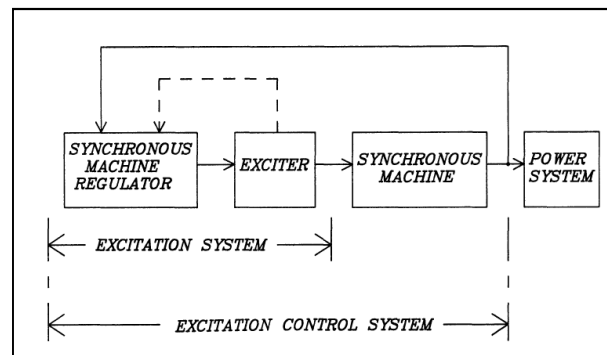 SYNCHRONOUS
MACHINE
REGULATOR
EXCITER
SYNCHRONOUS
MACHINE
POWER
SYSTEM
EXCITATION SYSTEM
EXCITATION CONTROL SYSTEM